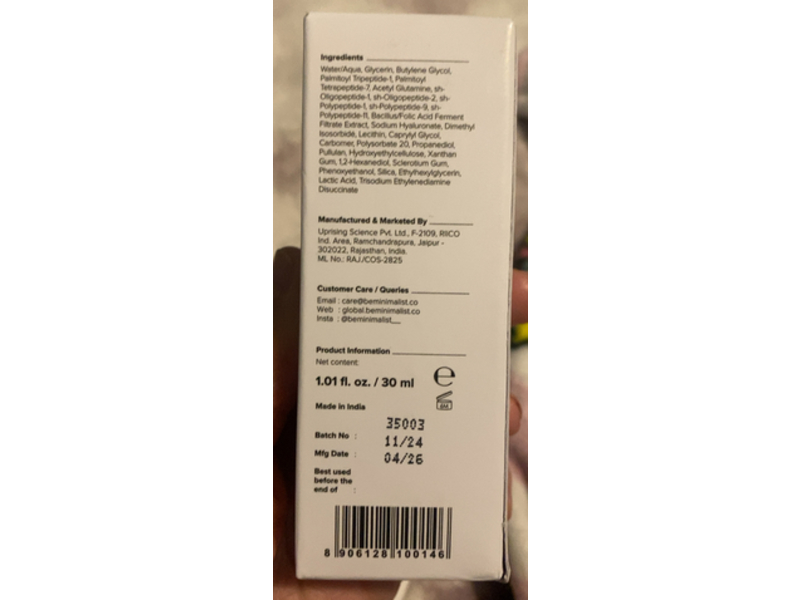 Ingredients
Water/Aqua, Glycerin, Butylene Glycol,
Palmitoyl Tripeptide-1, Palmitoyl
Tetrapeptide-7, Acetyl Glutamine, sh-
Oligopeptide-1, sh-Oligopeptide-2, sh-
Polypeptide-1, sh-Polypeptide-9, sh-
Polypeptide-11, Bacillus/Folic Acid Ferment
Filtrate Extract, Sodium Hyaluronate, Dimethyl
Isosorbide, Lecithin, Caprylyl Glycol,
Carbomer, Polysorbate 20, Propanediol,
Pullulan, Hydroxyethylcellulose, Xanthan
Gum, 1,2-Hexanediol, Sclerotium Gum,
Phenoxyethanol, Silica, Ethylhexylglycerin,
Lactic Acid, Trisodium Ethylenediamine
Disuccinate
Manufactured & Marketed By
Uprising Science Pvt. Ltd., F-2109, RIICO
Ind. Area, Ramchandrapura, Jaipur -
302022, Rajasthan, India.
ML No.: RAJ/COS-2825
Customer Care / Queries
Email : care@beminimalist.co
Web : global.beminimalist.co
Insta : @beminimalist__
Product Information
Net content:
1.01 fl. oz. / 30 ml e
Made in India
35003
Batch No : 11/24
Mfg Date : 04/26
Best used
before the
end of :
8 906128 100146